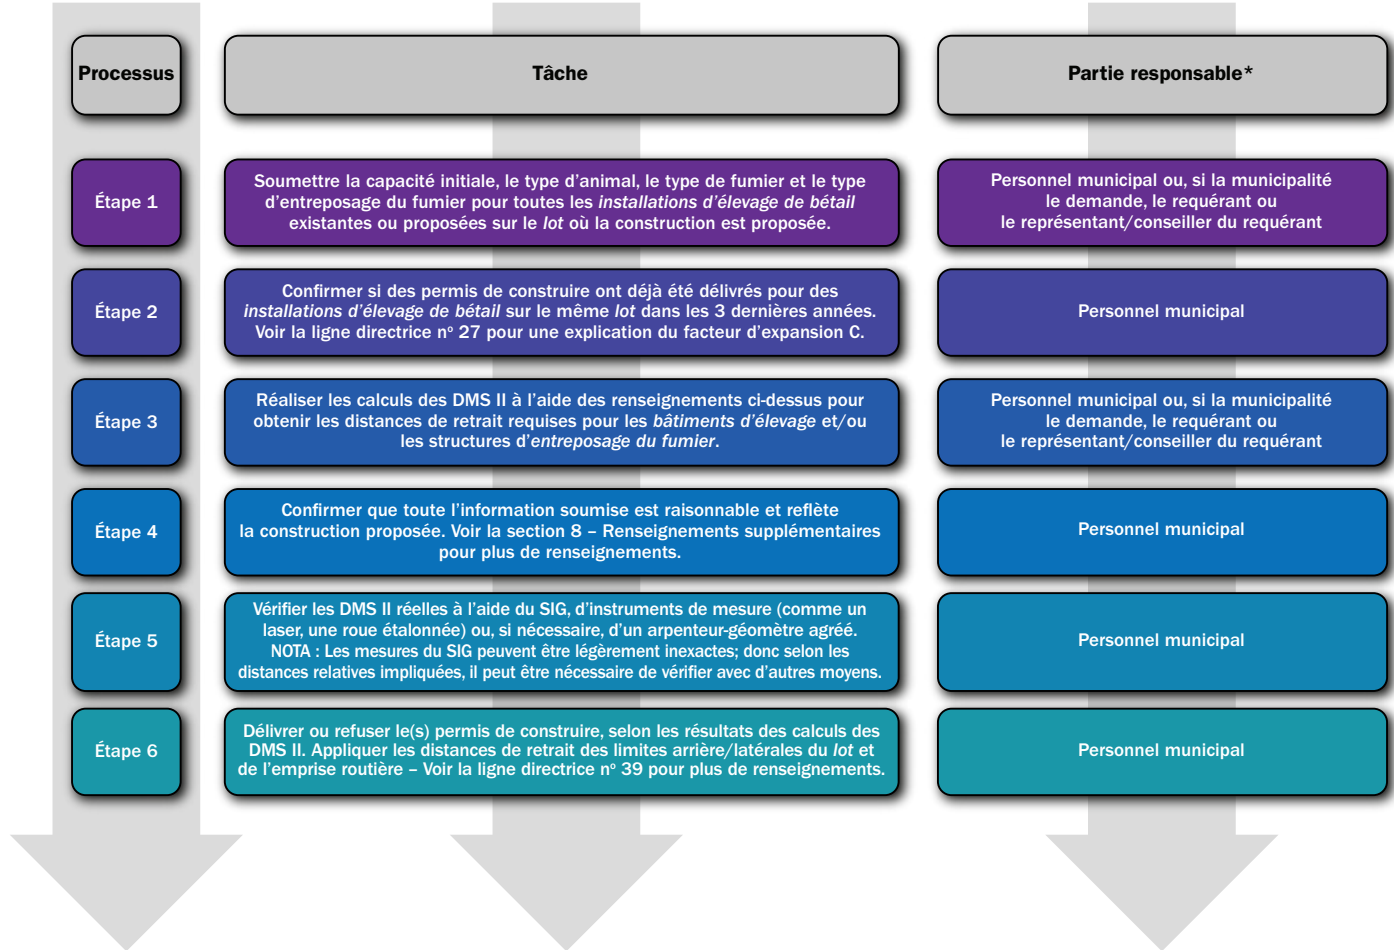 Processus
Tâche
Partie responsable*
Étape 1
Soumettre la capacité initiale, le type d’animal, le type de fumier et le type
d’entreposage du fumier pour toutes les installations d’élevage de bétail
existantes ou proposées sur le lot où la construction est proposée.
Personnel municipal ou, si la municipalité
le demande, le requérant ou
le représentant/conseiller du requérant
Étape 2
Confirmer si des permis de construire ont déjà été délivrés pour des
installations d’élevage de bétail sur le même lot dans les 3 dernières années.
Voir la ligne directrice nº 27 pour une explication du facteur d’expansion C.
Personnel municipal
Étape 3
Réaliser les calculs des DMS II à l’aide des renseignements ci-dessus pour
obtenir les distances de retrait requises pour les bâtiments d’élevage et/ou
les structures d’entreposage du fumier.
Personnel municipal ou, si la municipalité
le demande, le requérant ou
le représentant/conseiller du requérant
Étape 4
Confirmer que toute l’information soumise est raisonnable et reflète
la construction proposée. Voir la section 8 – Renseignements supplémentaires
pour plus de renseignements.
Personnel municipal
Étape 5
Vérifier les DMS II réelles à l’aide du SIG, d’instruments de mesure (comme un
laser, une roue étalonnée) ou, si nécessaire, d’un arpenteur-géomètre agréé.
NOTA : Les mesures du SIG peuvent être légèrement inexactes; donc selon les
distances relatives impliquées, il peut être nécessaire de vérifier avec d’autres moyens.
Personnel municipal
Étape 6
Délivrer ou refuser le(s) permis de construire, selon les résultats des calculs des
DMS II. Appliquer les distances de retrait des limites arrière/latérales du lot et
de l’emprise routière – Voir la ligne directrice nº 39 pour plus de renseignements.
Personnel municipal